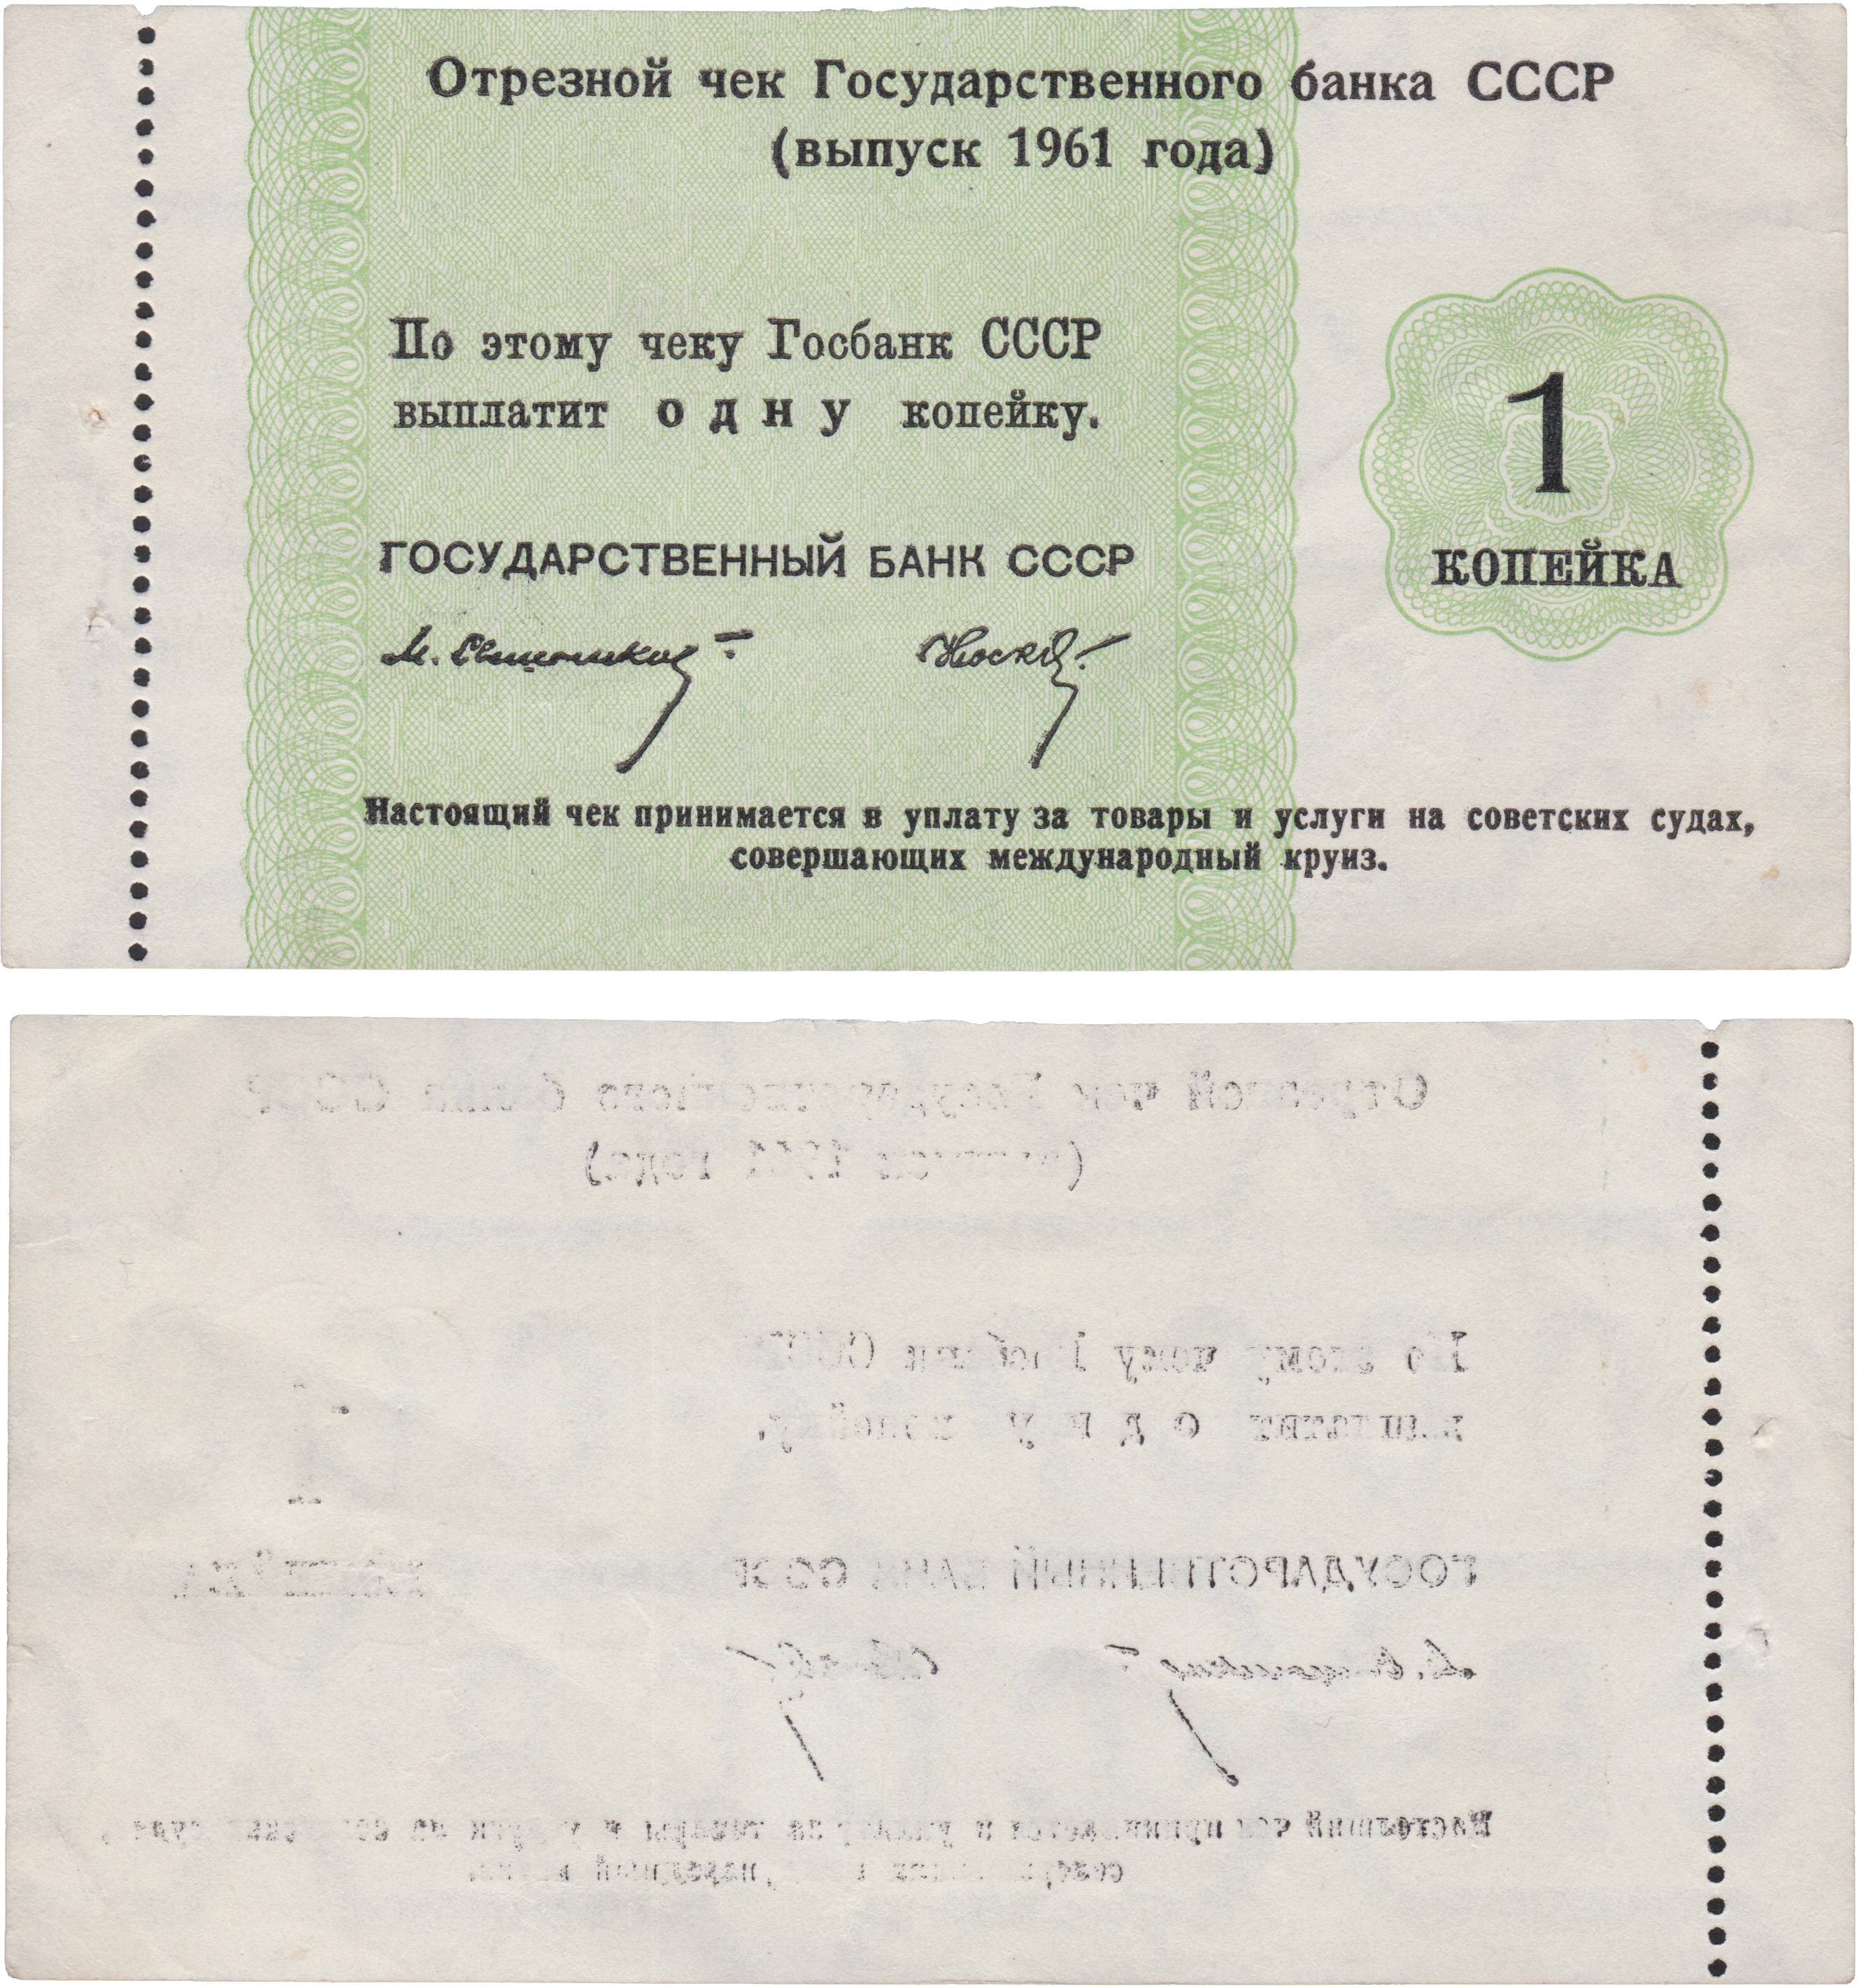 Отрезной чек Государственного банка СССР
(выпуск 1961 года)
По этому чеку Госбанк СССР
выплатит одну копейку.
1
КОПЕЙКА
ГОСУДАРСТВЕННЫЙ БАНК СССР
Настоящий чек принимается в уплату за товары и услуги на советских судах,
совершающих международный круиз.